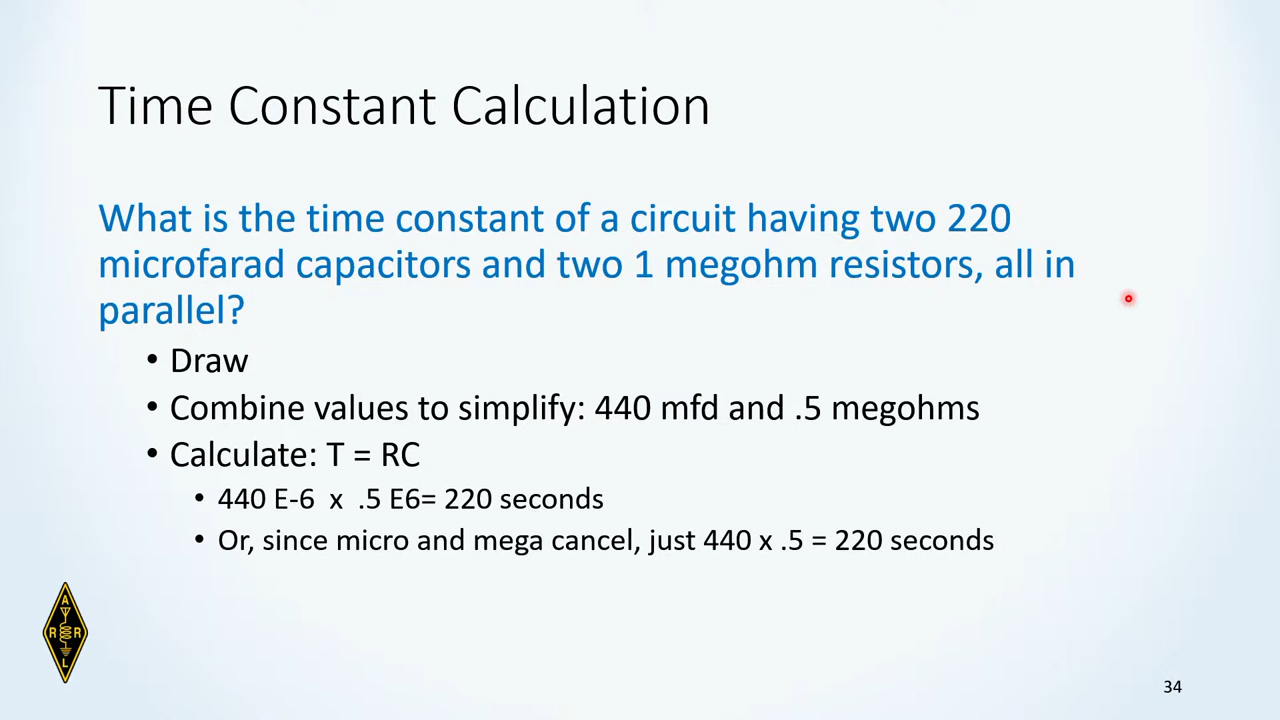 Time Constant Calculation
What is the time constant of a circuit having two 220
microfarad capacitors and two 1 megohm resistors, all in
parallel?
• Draw
• Combine values to simplify: 440 mfd and .5 megohms
• Calculate: T = RC
• 440 E-6 x .5 E6= 220 seconds
• Or, since micro and mega cancel, just 440 x .5 = 220 seconds
A
R R
L
34